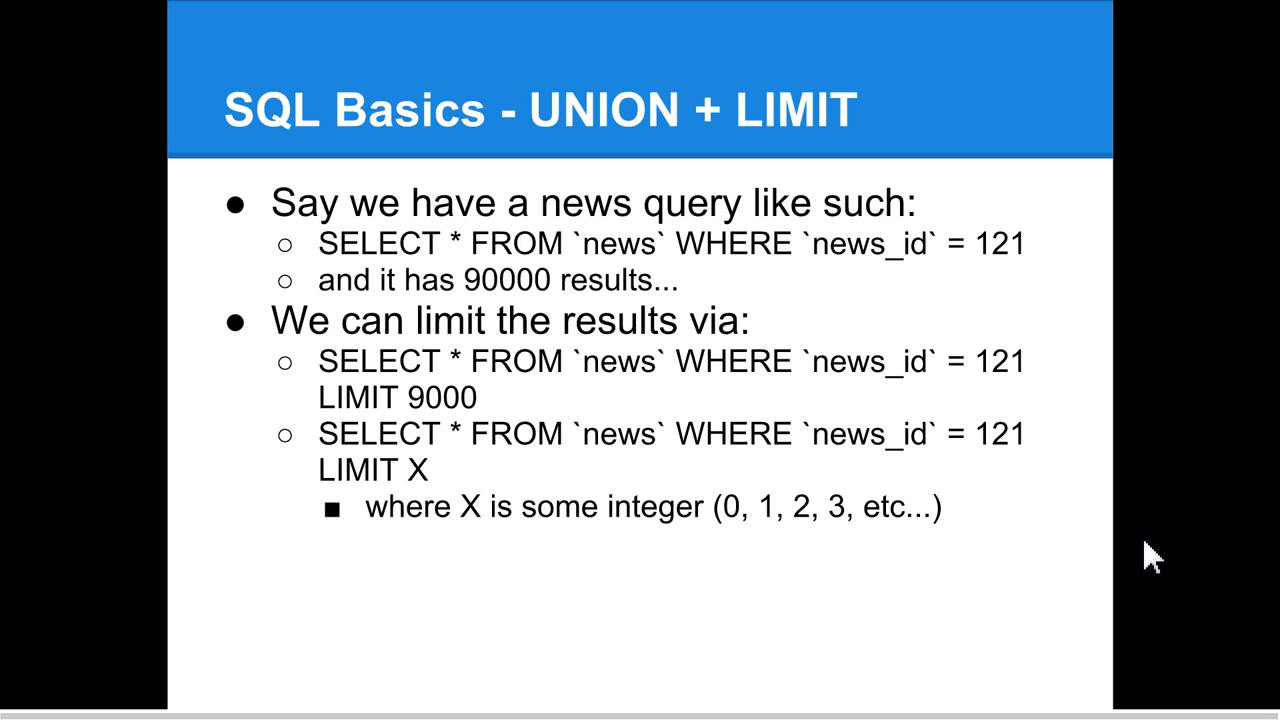 SQL Basics - UNION + LIMIT
● Say we have a news query like such:
○ SELECT * FROM `news` WHERE `news_id` = 121
○ and it has 90000 results...
● We can limit the results via:
○ SELECT * FROM `news` WHERE `news_id` = 121
LIMIT 9000
○ SELECT * FROM `news` WHERE `news_id` = 121
LIMIT X
■ where X is some integer (0, 1, 2, 3, etc...)